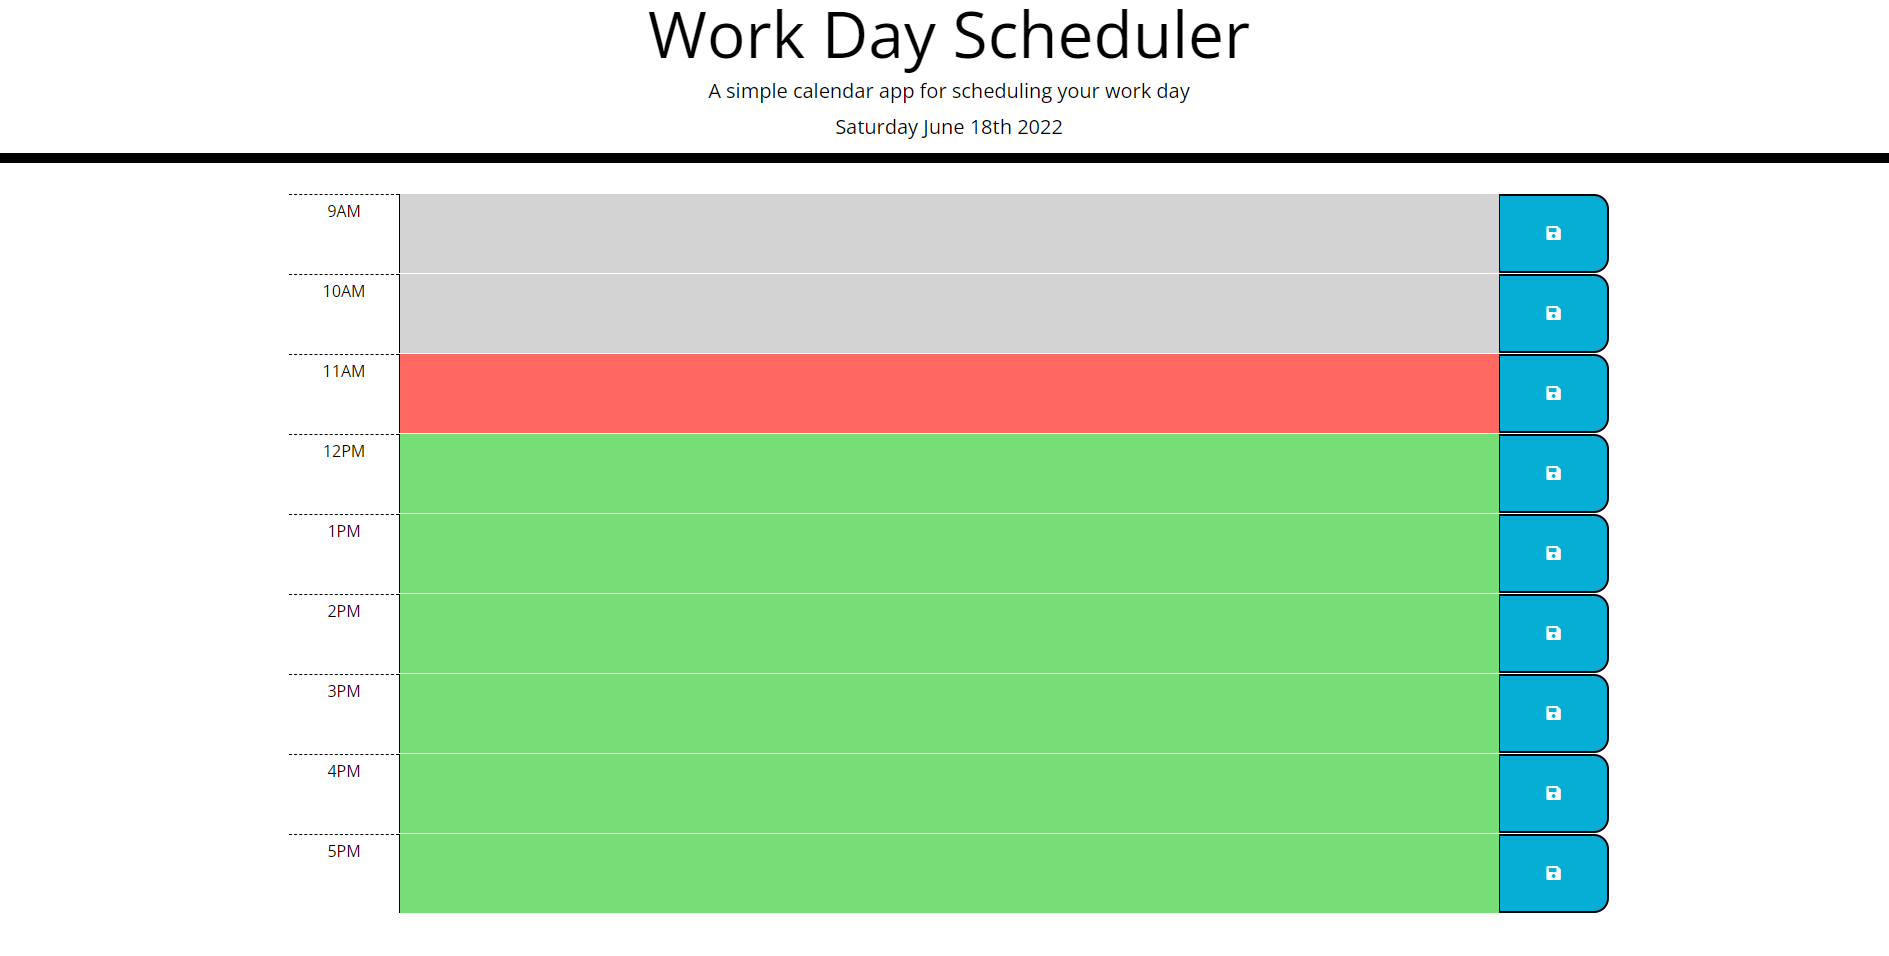 Work Day Scheduler
A simple calendar app for scheduling your work day
Saturday June 18th 2022
9AM
10AM
11AM
12PM
1PM
2PM
3PM
4PM
5PM